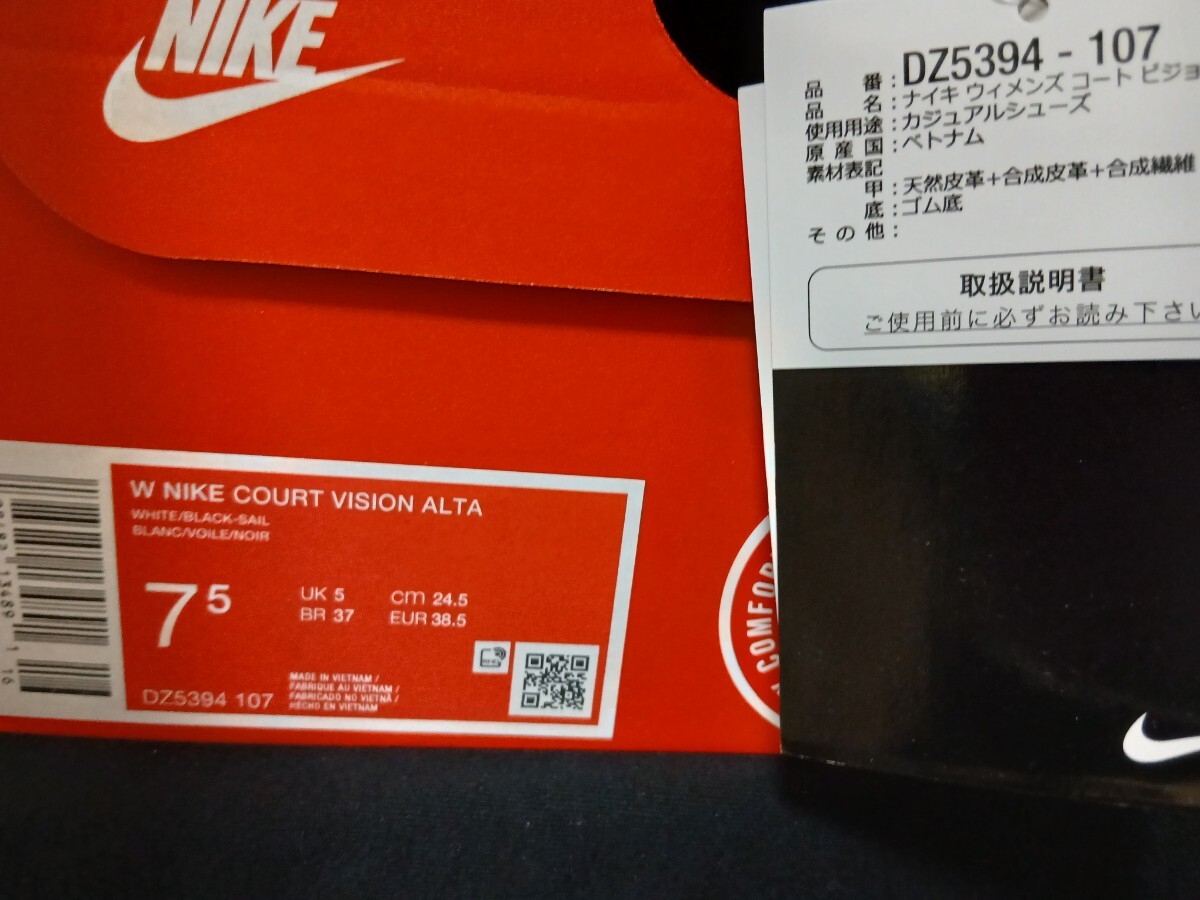 NIKE
W NIKE COURT VISION ALTA
WHITE/BLACK-SAIL
BLANC/VOILE/NOIR
7 5
UK 5
cm 24.5
BR 37
EUR 38.5
MADE IN VIETNAM /
FABRIQUE AU VIETNAM /
FABRICADO NO VIETNÃ /
HECHO EN VIETNAM
DZ5394 107
品番:DZ5394 - 107
品名:ナイキ ウィメンズ コート ビジョ
使用用途:カジュアルシューズ
原産国:ベトナム
素材表記
甲:天然皮革+合成皮革+合成繊維
底:ゴム底
その他:
取扱説明書
ご使用前に必ずお読み下さい